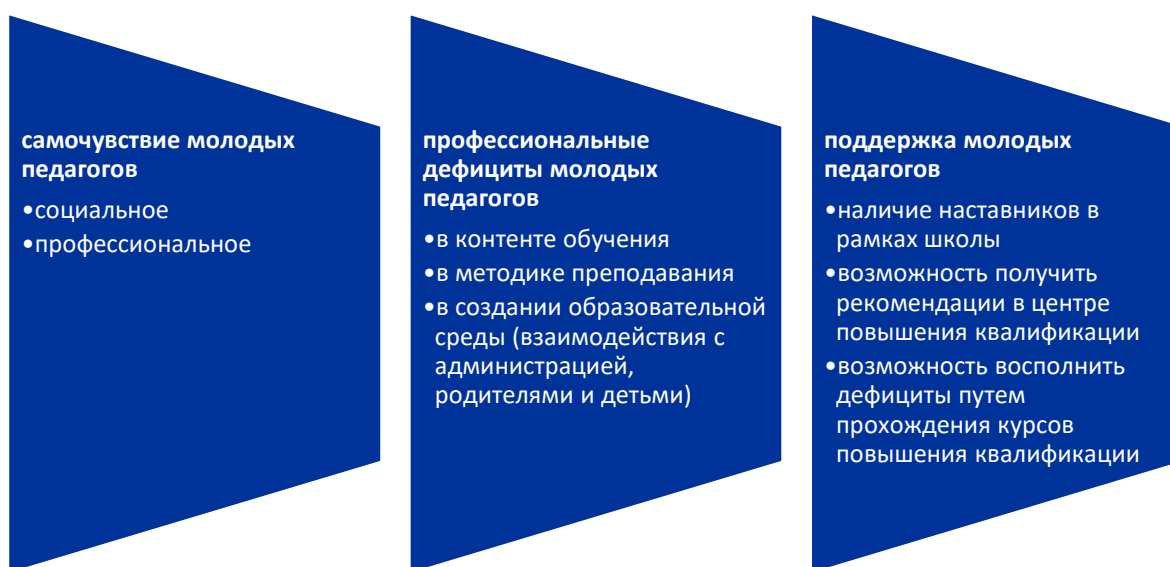 самочувствие молодых
педагогов
•социальное
•профессиональное
профессиональные
дефициты молодых
педагогов
•в контенте обучения
•в методике преподавания
•в создании образовательной
среды (взаимодействия с
администрацией,
родителями и детьми)
поддержка молодых
педагогов
•наличие наставников в
рамках школы
•возможность получить
рекомендации в центре
повышения квалификации
•возможность восполнить
дефициты путем
прохождения курсов
повышения квалификации